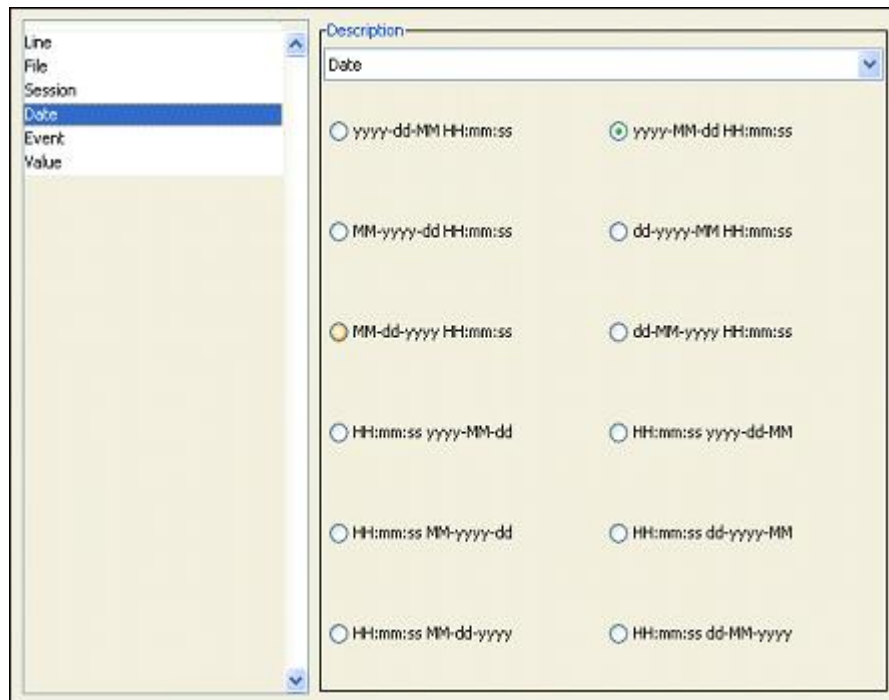 Line
File
Session
Date
Event
Value
Description
Date
yyyy-dd-MM HH:mm:ss
yyyy-MM-dd HH:mm:ss
MM-yyyy-dd HH:mm:ss
dd-yyyy-MM HH:mm:ss
MM-dd-yyyy HH:mm:ss
dd-MM-yyyy HH:mm:ss
HH:mm:ss yyyy-MM-dd
HH:mm:ss yyyy-dd-MM
HH:mm:ss MM-yyyy-dd
HH:mm:ss dd-yyyy-MM
HH:mm:ss MM-dd-yyyy
HH:mm:ss dd-MM-yyyy